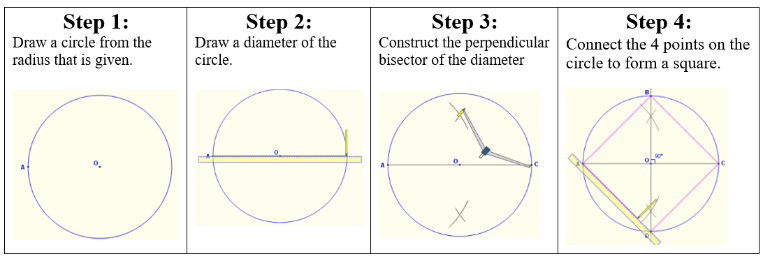 Step 1:
Draw a circle from the
radius that is given.
A
O
Step 2:
Draw a diameter of the
circle.
O
Step 3:
Construct the perpendicular
bisector of the diameter
A
O
C
Step 4:
Connect the 4 points on the
circle to form a square.
B
O
90°
C